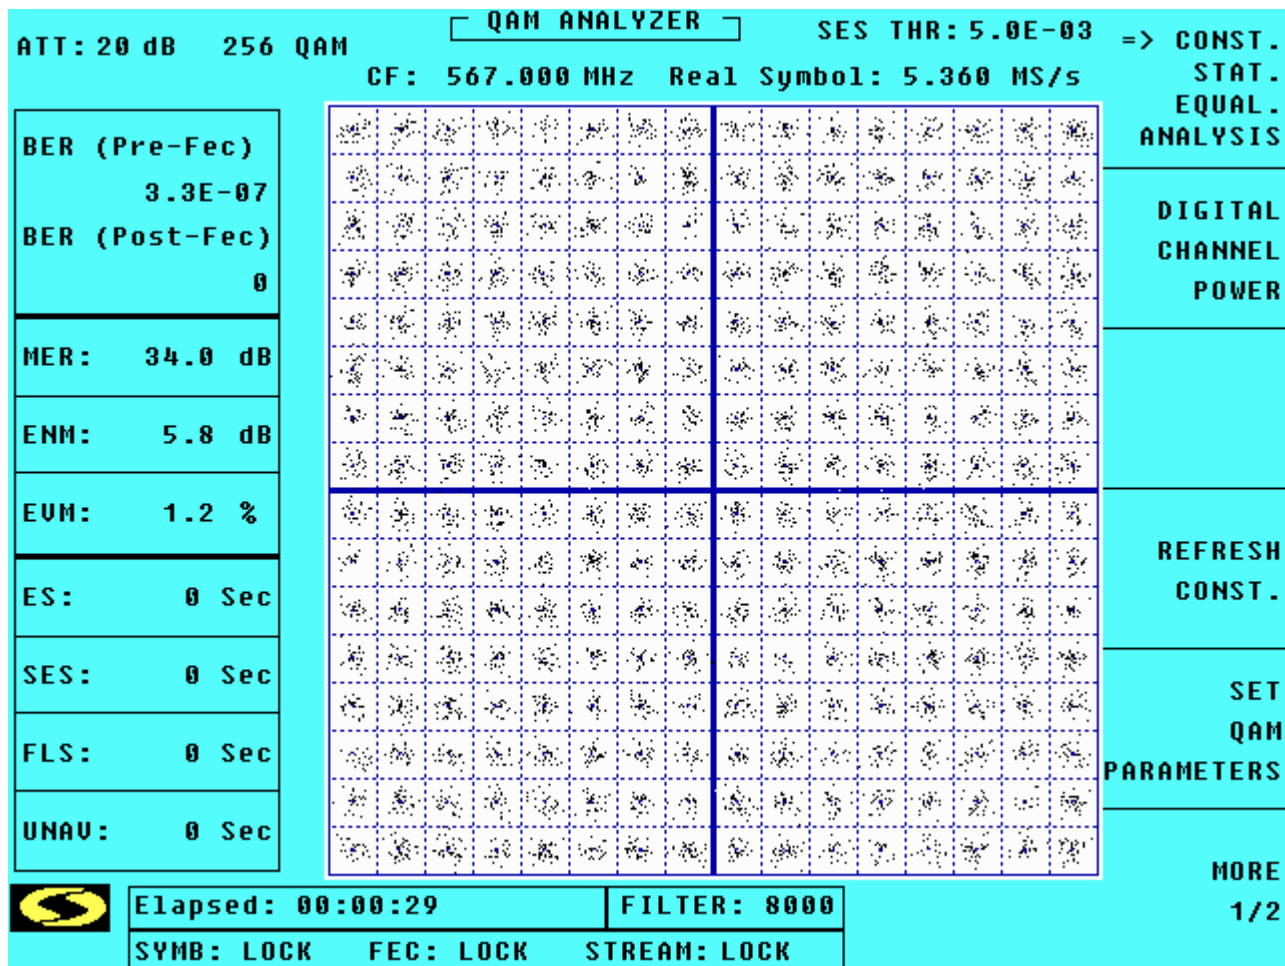 QAM ANALYZER
ATT: 20 dB 256 QAM SES THR: 5.0E-03
CF: 567.000 MHz Real Symbol: 5.360 MS/s
BER (Pre-Fec)
3.3E-07
BER (Post-Fec)
0
MER: 34.0 dB
ENM: 5.8 dB
EVM: 1.2 %
ES: 0 Sec
SES: 0 Sec
FLS: 0 Sec
UNAV: 0 Sec
=> CONST.
STAT.
EQUAL.
ANALYSIS
DIGITAL
CHANNEL
POWER
REFRESH
CONST.
SET
QAM
PARAMETERS
MORE
1/2
Elapsed: 00:00:29 FILTER: 8000
SYMB: LOCK FEC: LOCK STREAM: LOCK